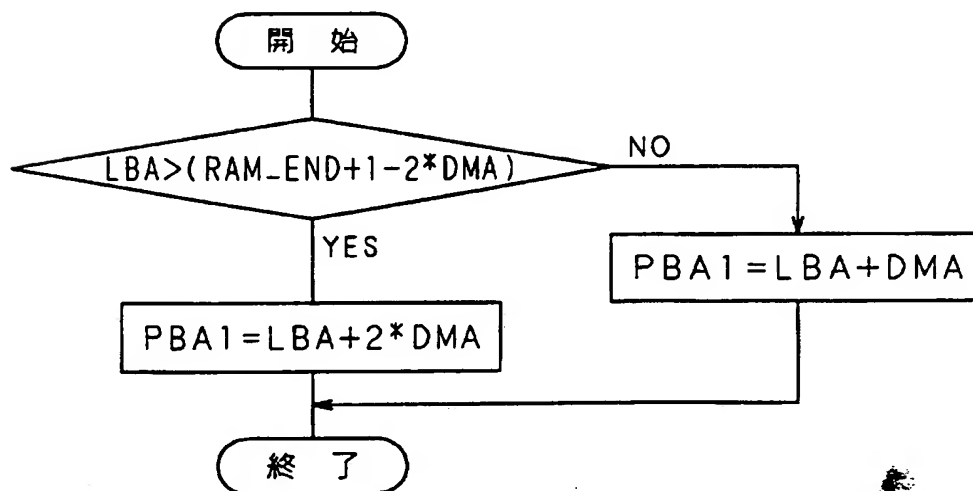 開 始
LBA>(RAM_END+1-2*DMA)
NO
YES
PBA1=LBA+DMA
PBA1=LBA+2*DMA
終 了